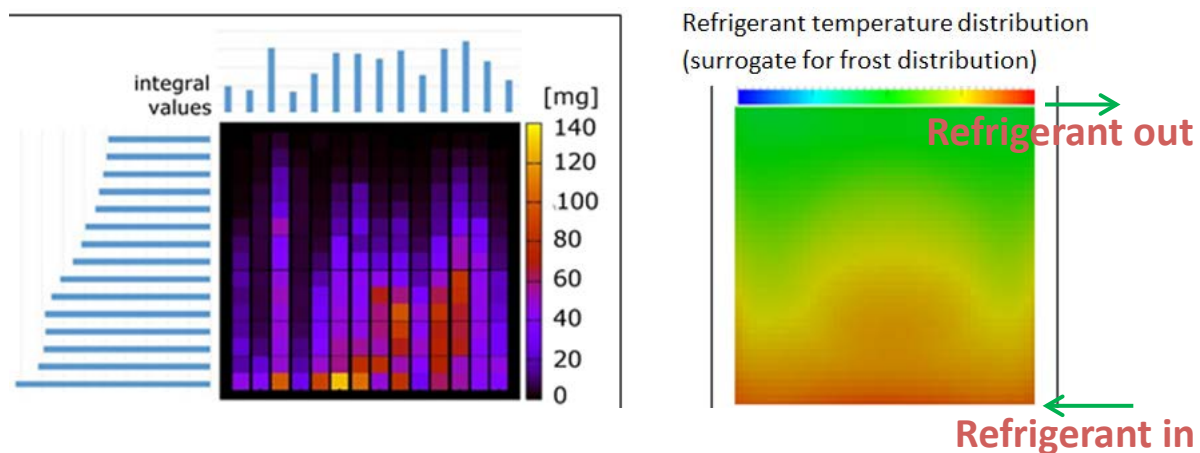 Refrigerant temperature distribution
(surrogate for frost distribution)
integral
values
[mg]
140
120
100
80
60
40
20
0
Refrigerant out
Refrigerant in